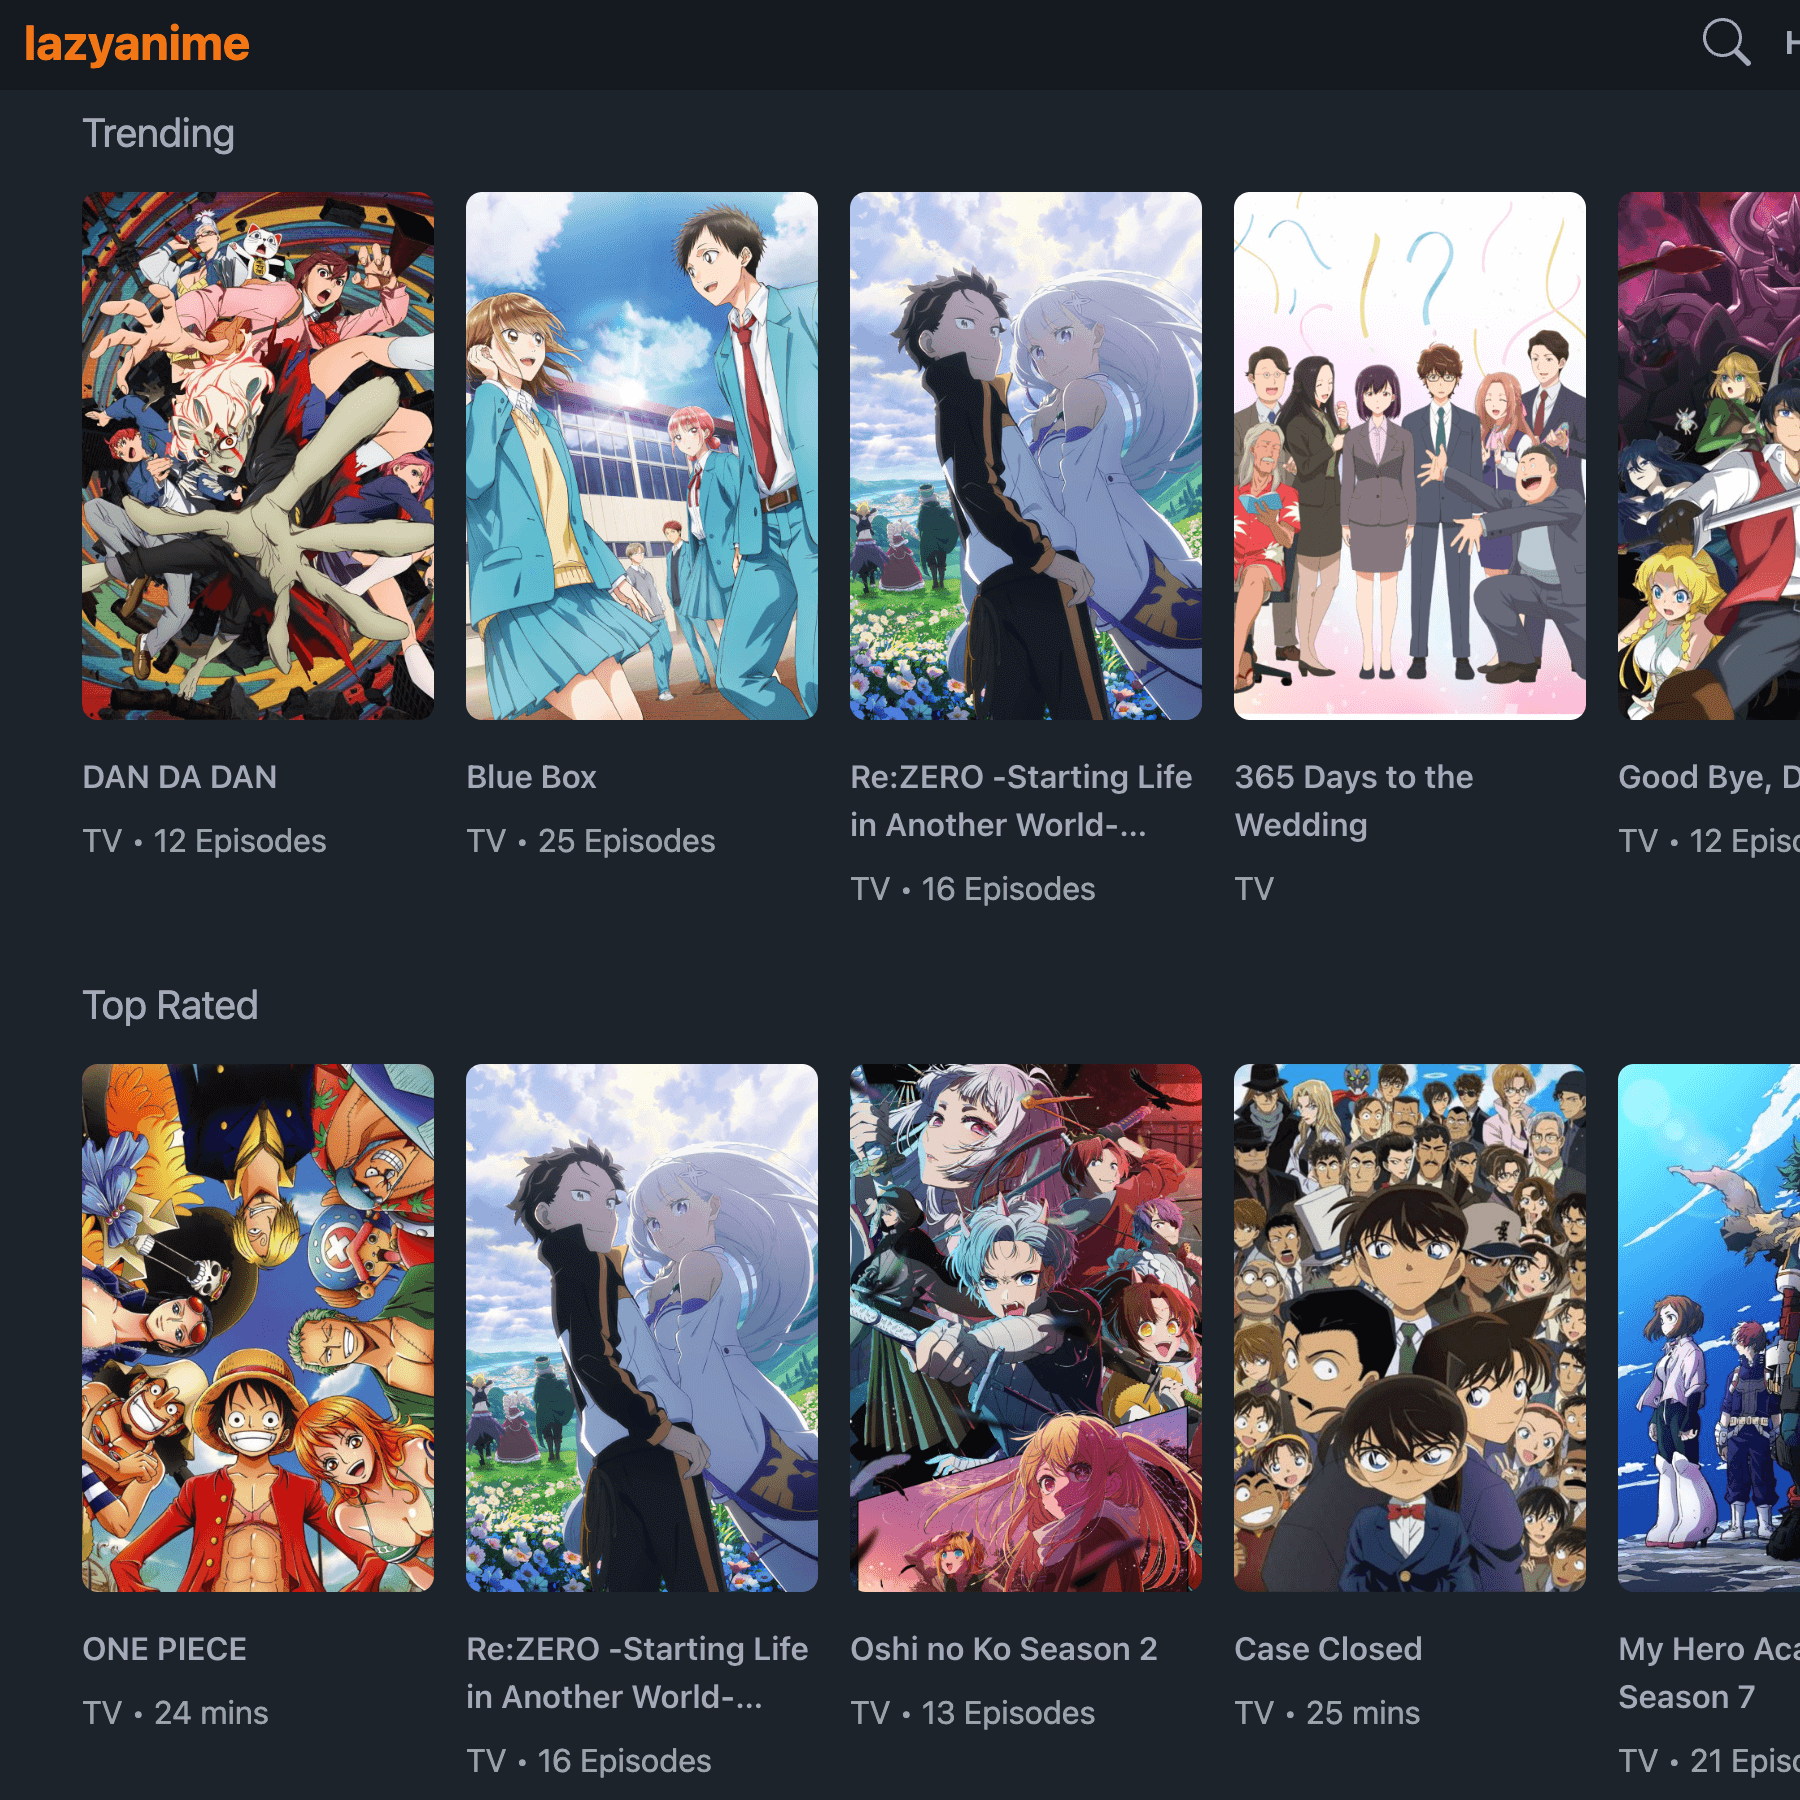 lazyanime
H
Trending
DAN DA DAN
TV • 12 Episodes
Blue Box
TV • 25 Episodes
Re:ZERO -Starting Life
in Another World-...
TV • 16 Episodes
365 Days to the
Wedding
TV
Good Bye, D
TV • 12 Episo
Top Rated
ONE PIECE
TV • 24 mins
Re:ZERO -Starting Life
in Another World-...
TV • 16 Episodes
Oshi no Ko Season 2
TV • 13 Episodes
Case Closed
TV • 25 mins
My Hero Aca
Season 7
TV • 21 Episo